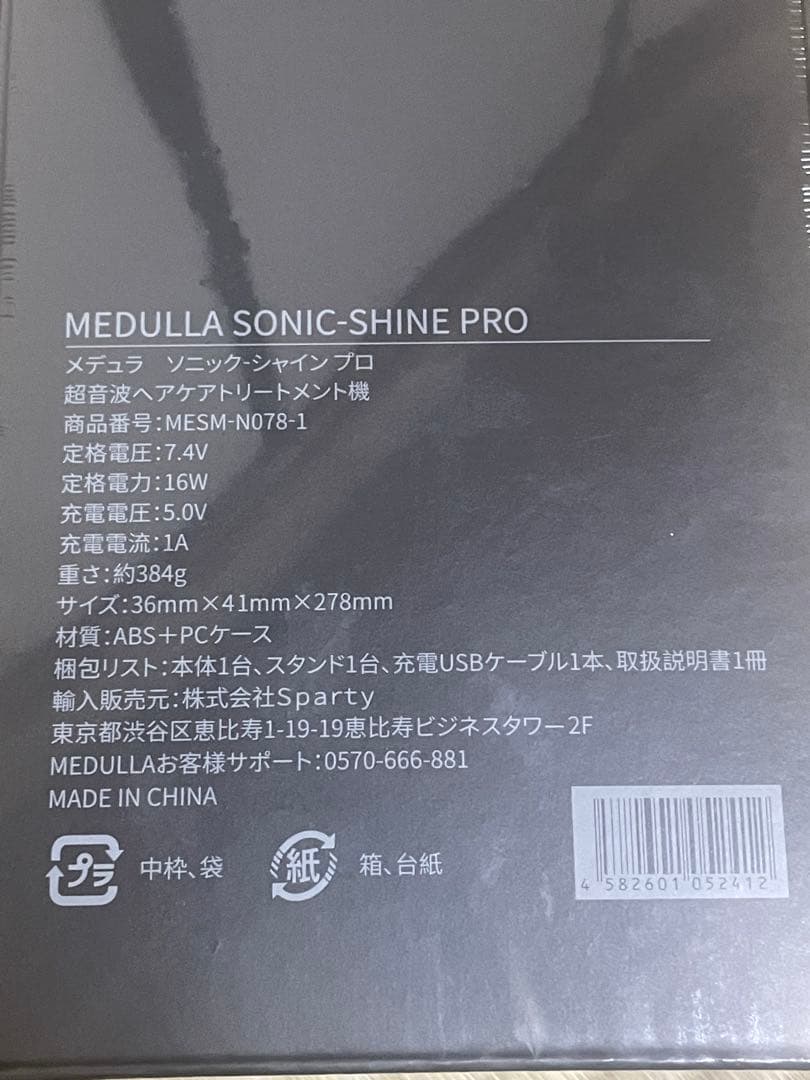 MEDULLA SONIC-SHINE PRO
メデュラ　ソニック-シャイン プロ
超音波ヘアケアトリートメント機
商品番号:MESM-N078-1
定格電圧:7.4V
定格電力:16W
充電電圧:5.0V
充電電流:1A
重さ:約384g
サイズ:36mm×41mm×278mm
材質:ABS＋PCケース
梱包リスト:本体1台、スタンド1台、充電USBケーブル1本、取扱説明書1冊
輸入販売元:株式会社Sparty
東京都渋谷区恵比寿1-19-19恵比寿ビジネスタワー2F
MEDULLAお客様サポート:0570-666-881
MADE IN CHINA
プラ 中枠、袋 紙 箱、台紙
4 582601 052412